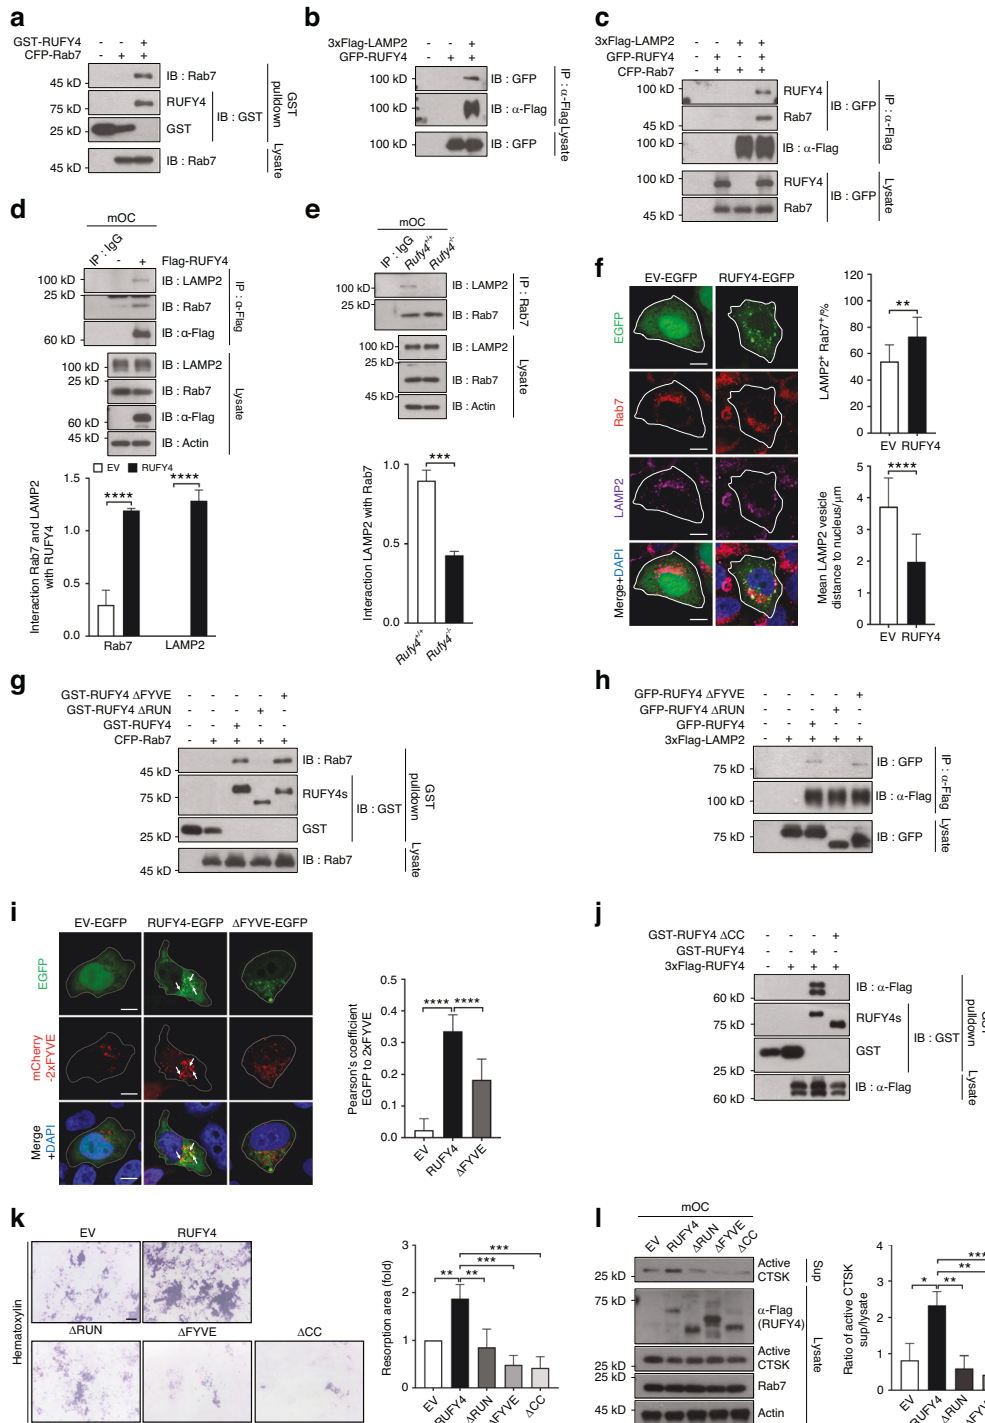 a
GST-RUFY4 - - +
CFP-Rab7 - + +
45 kD
75 kD
25 kD
45 kD
IB : Rab7
RUFY4
GST
IB : GST
IB : Rab7
GST pulldown
Lysate
b
3xFlag-LAMP2 - - +
GFP-RUFY4 - + +
100 kD
100 kD
100 kD
IB : GFP
IB : α-Flag
IB : GFP
IP : α-Flag
Lysate
c
3xFlag-LAMP2 - - + +
GFP-RUFY4 - + - +
CFP-Rab7 - + + +
100 kD
45 kD
100 kD
100 kD
45 kD
RUFY4
Rab7
IB : GFP
IB : α-Flag
RUFY4
Rab7
IB : GFP
IP : α-Flag
Lysate
d
mOC
IP : IgG
- + Flag-RUFY4
100 kD
25 kD
60 kD
100 kD
25 kD
60 kD
45 kD
IB : LAMP2
IB : Rab7
IB : α-Flag
IB : LAMP2
IB : Rab7
IB : α-Flag
IB : Actin
IP : α-Flag
Lysate
EV RUFY4
Interaction Rab7 and LAMP2 with RUFY4
1.5
1.0
0.5
0.0
****
****
Rab7 LAMP2
e
mOC
IP : IgG
Rufy4+/+
Rufy4-/-
100 kD
25 kD
100 kD
25 kD
45 kD
IB : LAMP2
IB : Rab7
IB : LAMP2
IB : Rab7
IB : Actin
IP : Rab7
Lysate
Interaction LAMP2 with Rab7
1.0
0.5
0.0
***
Rufy4+/+
Rufy4-/-
f
EV-EGFP RUFY4-EGFP
EGFP
Rab7
LAMP2
Merge+DAPI
LAMP2+ Rab7+/%
120
100
80
60
40
20
0
**
EV RUFY4
Mean LAMP2 vesicle distance to nucleus/μm
5
4
3
2
1
0
****
EV RUFY4
g
GST-RUFY4 ΔFYVE - - - - +
GST-RUFY4 ΔRUN - - - + -
GST-RUFY4 - - + - -
CFP-Rab7 - + + + +
45 kD
75 kD
25 kD
45 kD
IB : Rab7
RUFY4s
GST
IB : GST
IB : Rab7
GST pulldown
Lysate
h
GFP-RUFY4 ΔFYVE - - - - +
GFP-RUFY4 ΔRUN - - - + -
GFP-RUFY4 - - + - -
3xFlag-LAMP2 - + + + +
75 kD
100 kD
75 kD
IB : GFP
IB : α-Flag
IB : GFP
IP : α-Flag
Lysate
i
EV-EGFP RUFY4-EGFP ΔFYVE-EGFP
EGFP
mCherry -2xFYVE
Merge +DAPI
Pearson's coefficient EGFP to 2xFYVE
0.5
0.4
0.3
0.2
0.1
0.0
**** ****
EV RUFY4 ΔFYVE
j
GST-RUFY4 ΔCC - - - +
GST-RUFY4 - - + -
3xFlag-RUFY4 - + + +
60 kD
75 kD
25 kD
60 kD
IB : α-Flag
RUFY4s
GST
IB : GST
IB : α-Flag
pulldown
Lysate
k
EV RUFY4
ΔRUN ΔFYVE ΔCC
Hematoxylin
Resorption area (fold)
3
2
1
0
***
***
** **
EV RUFY4 ΔRUN ΔFYVE ΔCC
l
mOC
EV RUFY4 ΔRUN ΔFYVE ΔCC
25 kD
75 kD
25 kD
25 kD
45 kD
Active CTSK
α-Flag (RUFY4)
Active CTSK
Rab7
Actin
Sup
Lysate
Ratio of active CTSK sup/lysate
4
2
0
***
**
* **
EV RUFY4 ΔRUN